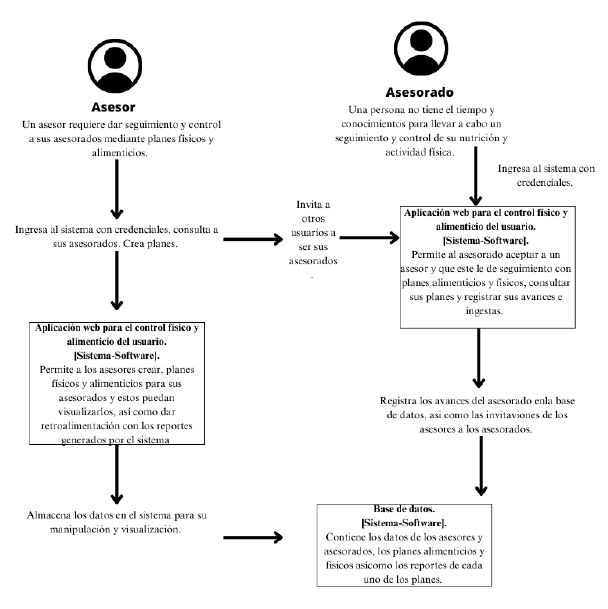 Asesor
Un asesor requiere dar seguimiento y control
a sus asesorados mediante planes físicos y
alimenticios.
Asesorado
Una persona no tiene el tiempo y
conocimientos para llevar a cabo un
seguimiento y control de su nutrición y
actividad física.
Ingresa al sistema con
credenciales.
Ingresa al sistema con credenciales, consulta a
sus asesorados. Crea planes.
Invita a
otros
usuarios a
ser sus
asesorados
.
Aplicación web para el control físico y
alimenticio del usuario.
[Sistema-Software].
Permite al asesorado aceptar a un
asesor y que este le de seguimiento con
planes alimenticios y físicos, consultar
sus planes y registrar sus avances e
ingestas.
Aplicación web para el control físico y
alimenticio del usuario.
[Sistema-Software].
Permite a los asesores crear, planes
físicos y alimenticios para sus
asesorados y estos puedan
visualizarlos, así como dar
retroalimentación con los reportes
generados por el sistema
Registra los avances del asesorado enla base
de datos, asi como las invitaviones de los
asesores a los asesorados.
Almacena los datos en el sistema para su
manipulación y visualización.
Base de datos.
[Sistema-Software].
Contiene los datos de los asesores y
asesorados, los planes alimenticios y
físicos asicomo los reportes de cada
uno de los planes.